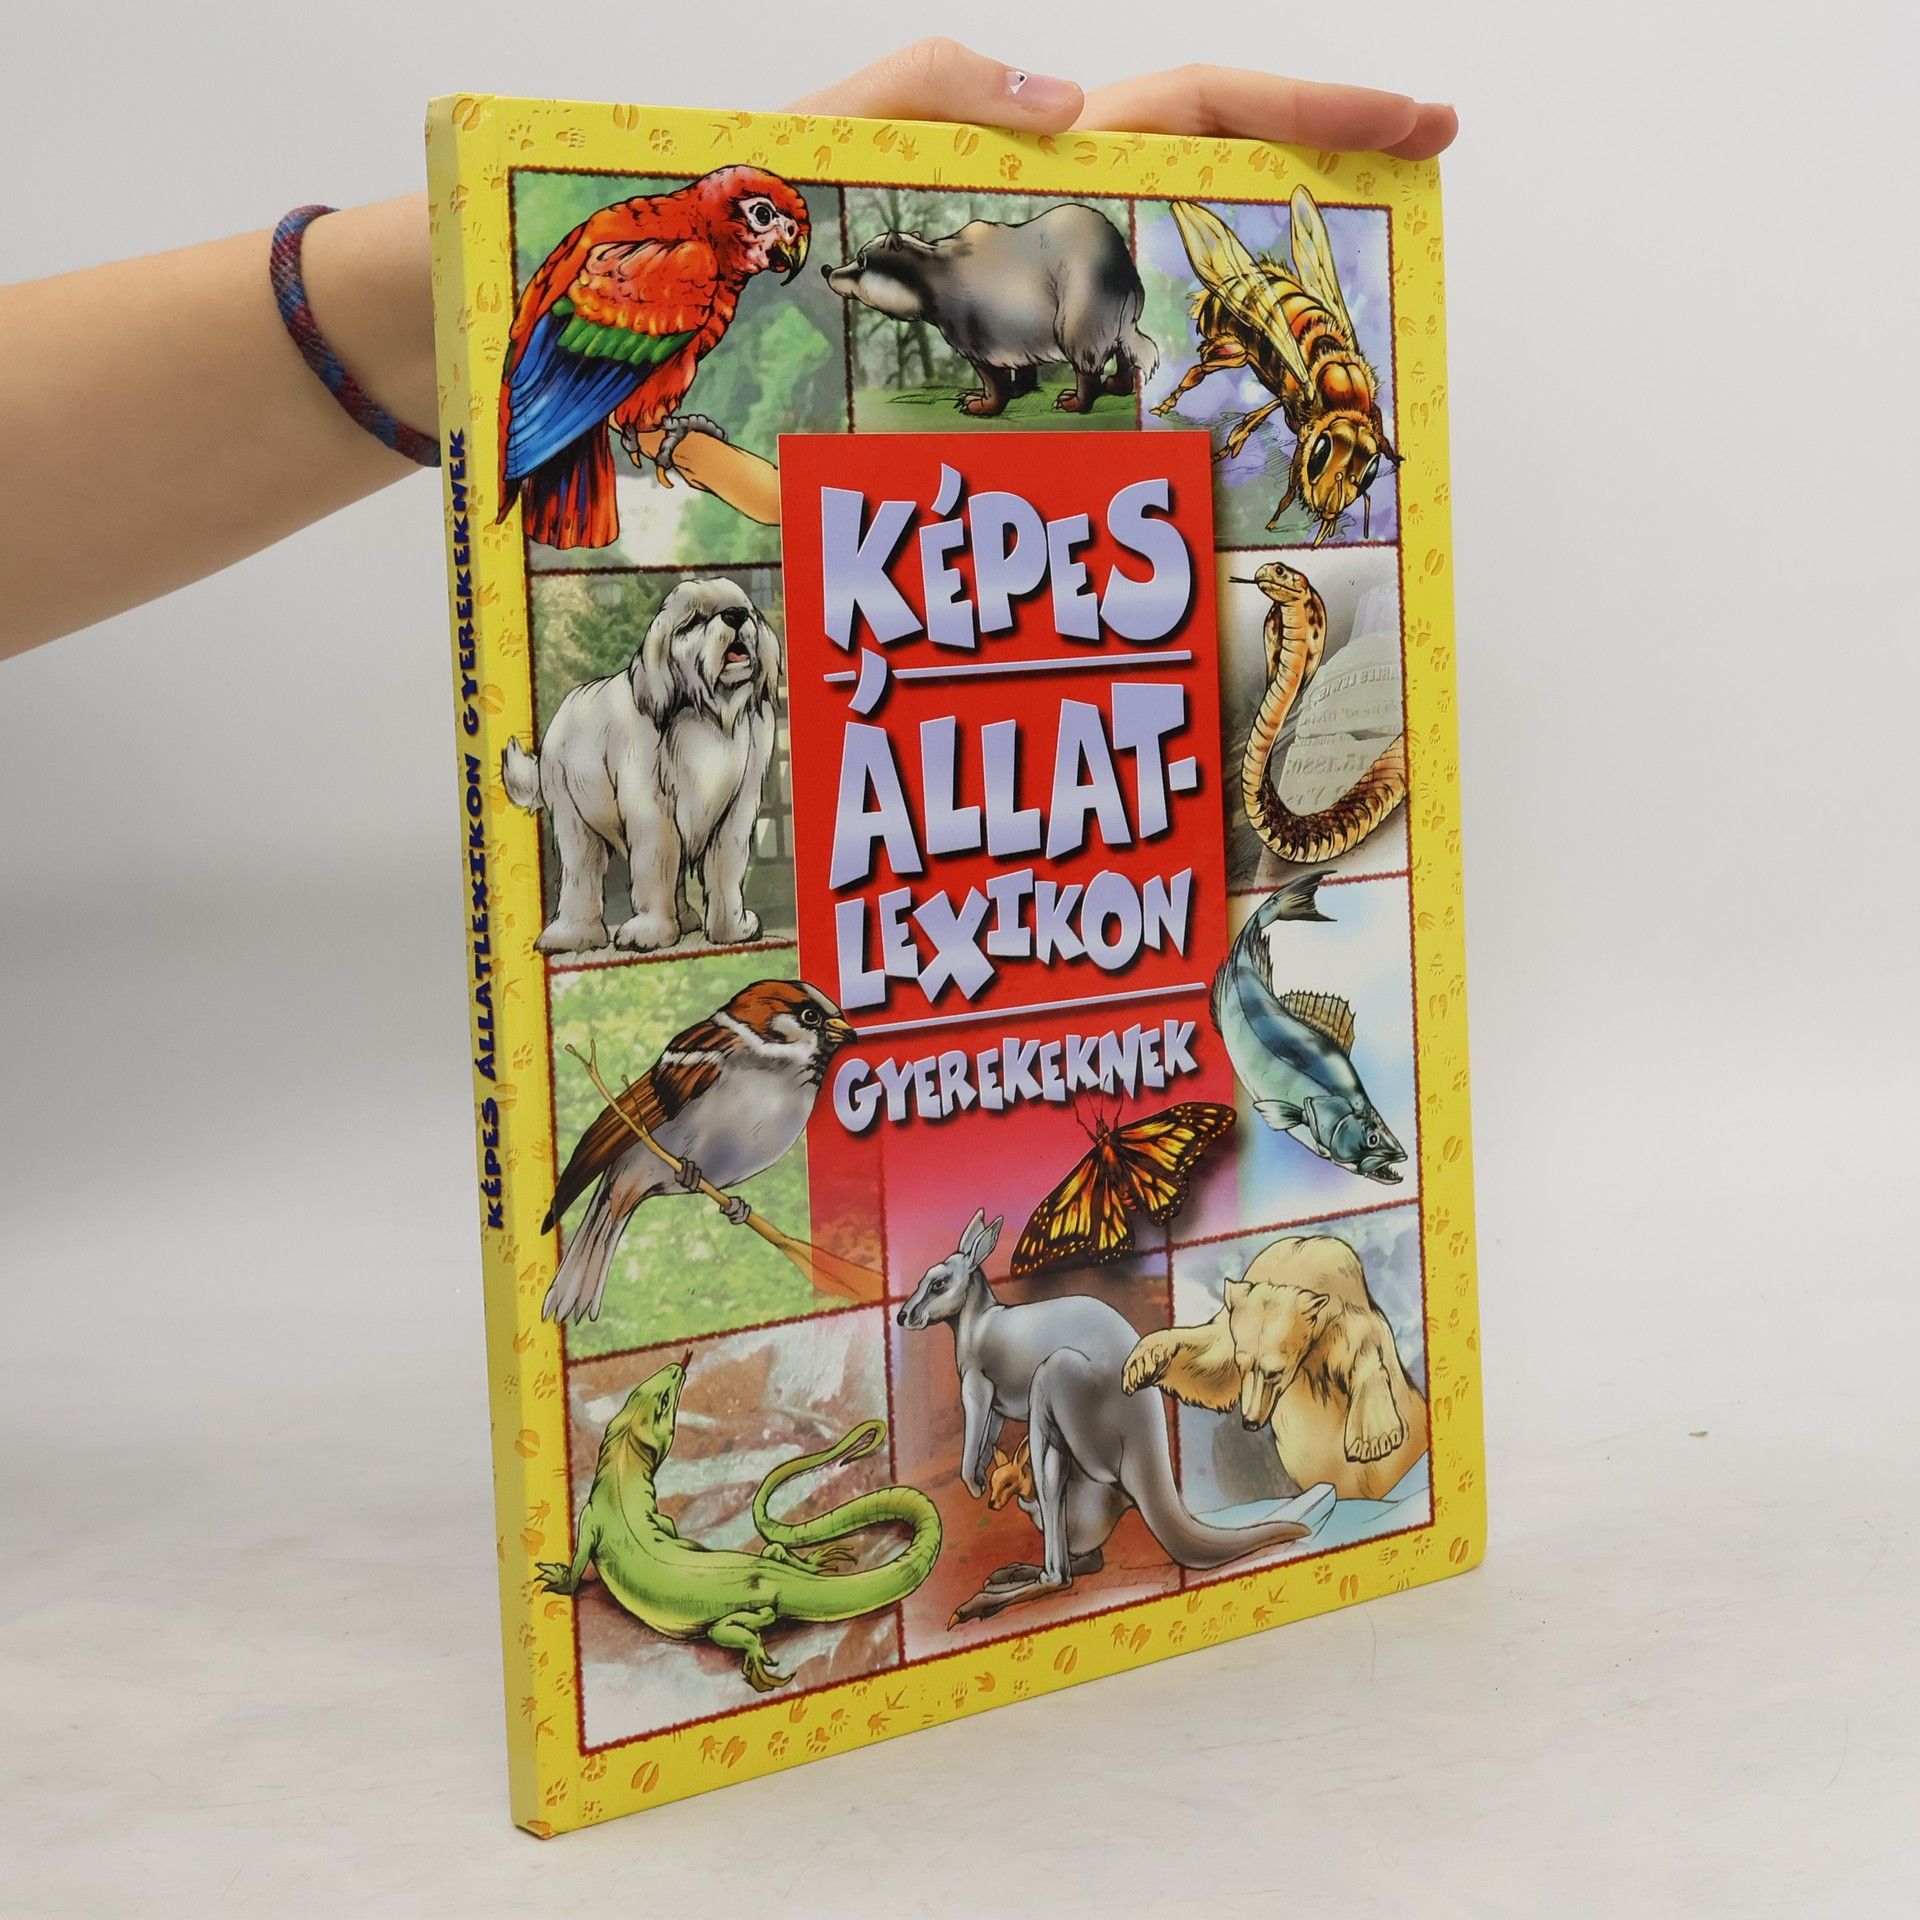 KÉPES ÁLLATLEXIKON GYEREKEKNEK
KÉPES
ÁLLAT-
LEXIKON
GYEREKEKNEK